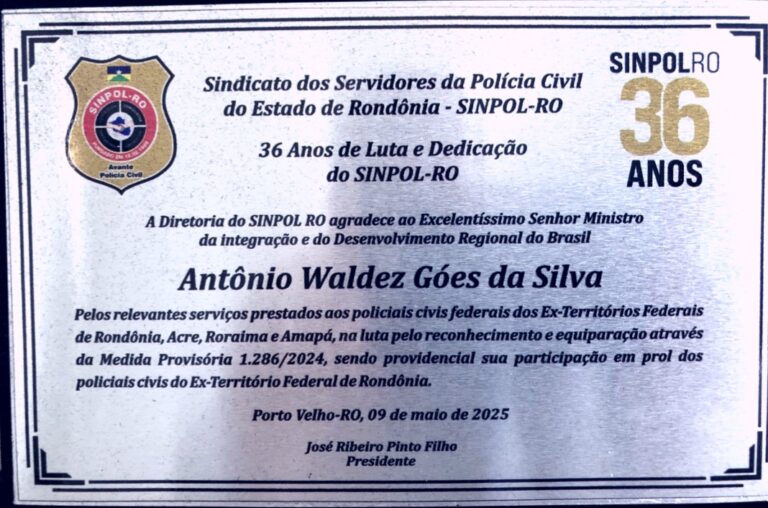 SINPOL-RO
Avante
Polícia Civil
Sindicato dos Servidores da Polícia Civil
do Estado de Rondônia - SINPOL-RO
36 Anos de Luta e Dedicação
do SINPOL-RO
SINPOLRO
36
ANOS
A Diretoria do SINPOL RO agradece ao Excelentíssimo Senhor Ministro
da integração e do Desenvolvimento Regional do Brasil
Antônio Waldez Góes da Silva
Pelos relevantes serviços prestados aos policiais civis federais dos Ex-Territórios Federais
de Rondônia, Acre, Roraima e Amapá, na luta pelo reconhecimento e equiparação através
da Medida Provisória 1.286/2024, sendo providencial sua participação em prol dos
policiais civis do Ex-Território Federal de Rondônia.
Porto Velho-RO, 09 de maio de 2025
José Ribeiro Pinto Filho
Presidente